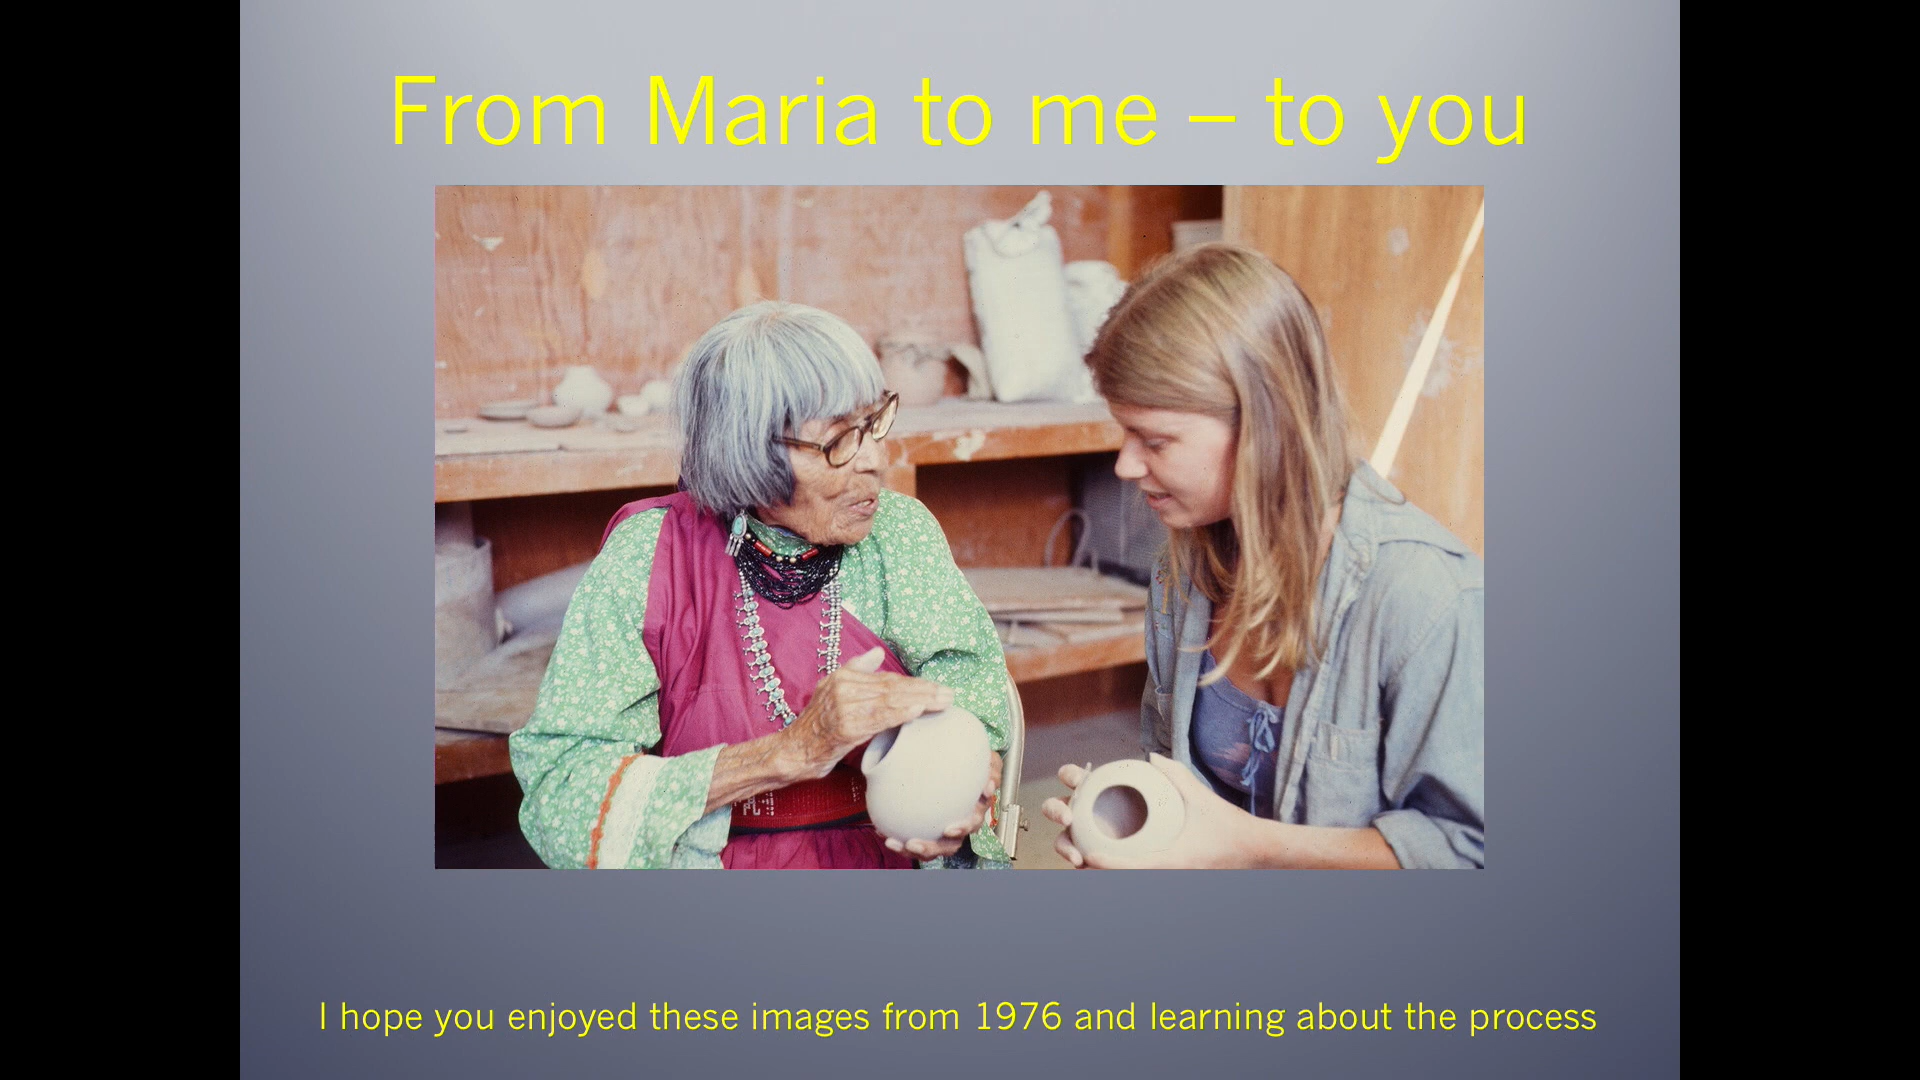 From Maria to me – to you
I hope you enjoyed these images from 1976 and learning about the process